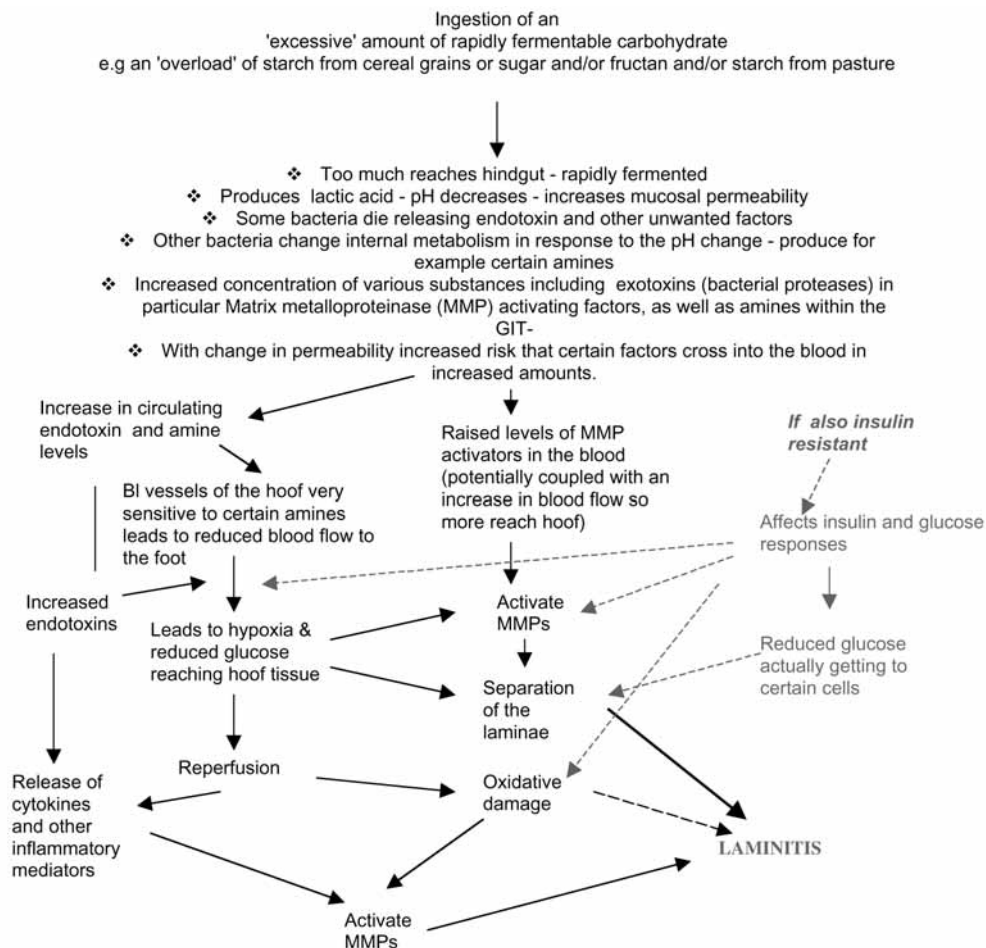 Ingestion of an
'excessive' amount of rapidly fermentable carbohydrate
e.g an 'overload' of starch from cereal grains or sugar and/or fructan and/or starch from pasture
❖ Too much reaches hindgut - rapidly fermented
❖ Produces lactic acid - pH decreases - increases mucosal permeability
❖ Some bacteria die releasing endotoxin and other unwanted factors
❖ Other bacteria change internal metabolism in response to the pH change - produce for
example certain amines
❖ Increased concentration of various substances including exotoxins (bacterial proteases) in
particular Matrix metalloproteinase (MMP) activating factors, as well as amines within the
GIT-
❖ With change in permeability increased risk that certain factors cross into the blood in
increased amounts.
Increase in circulating
endotoxin and amine
levels
Bl vessels of the hoof very
sensitive to certain amines
leads to reduced blood flow to
the foot
Increased
endotoxins
Leads to hypoxia &
reduced glucose
reaching hoof tissue
Reperfusion
Release of
cytokines
and other
inflammatory
mediators
Raised levels of MMP
activators in the blood
(potentially coupled with an
increase in blood flow so
more reach hoof)
Activate
MMPs
Separation
of the
laminae
Oxidative
damage
Activate
MMPs
If also insulin
resistant
Affects insulin and glucose
responses
Reduced glucose
actually getting to
certain cells
LAMINITIS